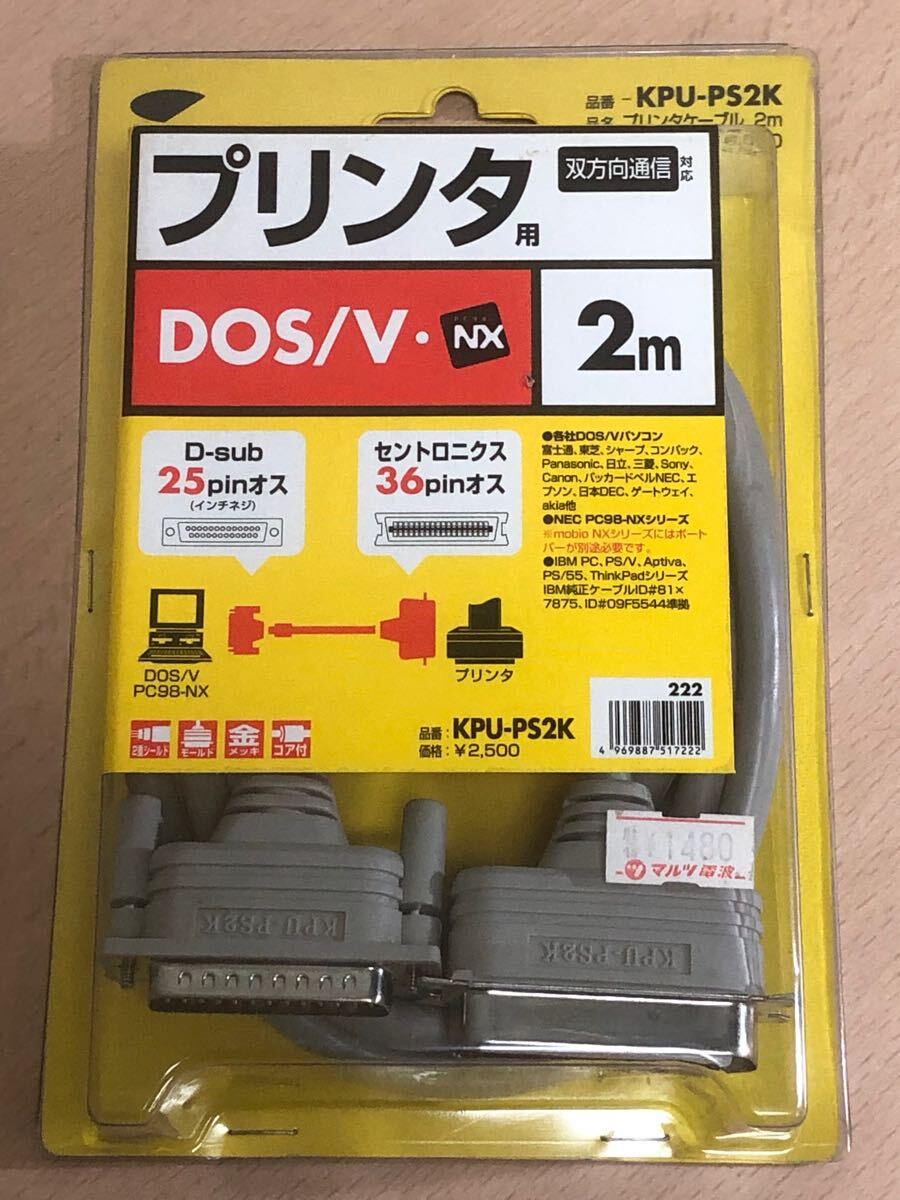 品番 - KPU-PS2K
品名 プリンタケーブル 2m
プリンタ用
双方向通信 対応
DOS/V・NX
2m
D-sub
25pinオス
(インチネジ)
セントロニクス
36pinオス
●各社DOS/Vパソコン
富士通、東芝、シャープ、コンパック、
Panasonic、日立、三菱、Sony、
Canon、パッカードベルNEC、エ
プソン、日本DEC、ゲートウェイ、
akia他
●NEC PC98-NXシリーズ
※mobio NXシリーズにはポート
バーが別途必要です。
●IBM PC、PS/V、Aptiva、
PS/55、ThinkPadシリーズ
IBM純正ケーブルID#81×
7875、ID#09F5544準拠
DOS/V
PC98-NX
プリンタ
222
2重シールド
モールド
金メッキ
コア付
品番：KPU-PS2K
価格：￥2,500
4 969887 517222
¥1480
マルツ電波
KPU-PS2K
KPU-PS2K